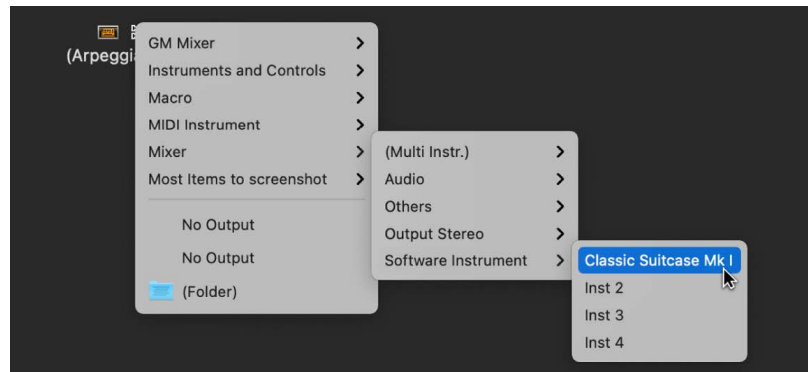 (Arpeggi
GM Mixer
Instruments and Controls
Macro
MIDI Instrument
Mixer
Most Items to screenshot
No Output
No Output
(Folder)
(Multi Instr.)
Audio
Others
Output Stereo
Software Instrument
Classic Suitcase Mk I
Inst 2
Inst 3
Inst 4